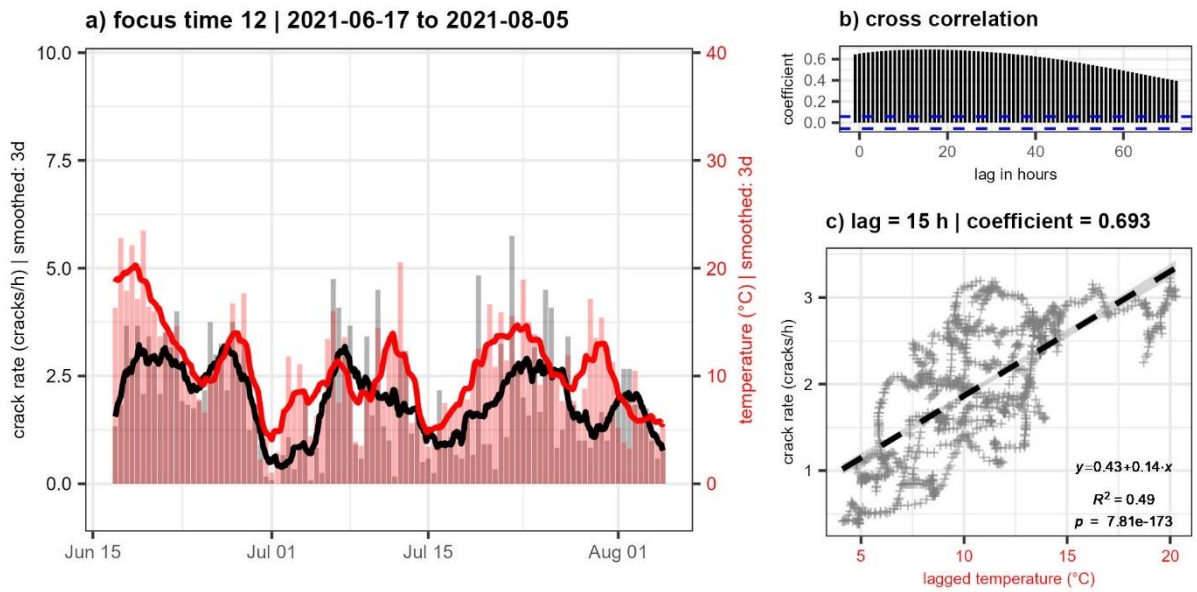 a) focus time 12 | 2021-06-17 to 2021-08-05
crack rate (cracks/h) | smoothed: 3d
10.0
7.5
5.0
2.5
0.0
40
30
20
10
0
temperature (°C) | smoothed: 3d
Jun 15
Jul 01
Jul 15
Aug 01
b) cross correlation
coefficient
0.6
0.4
0.2
0.0
0
20
40
60
lag in hours
c) lag = 15 h | coefficient = 0.693
crack rate (cracks/h)
3
2
1
y=0.43+0.14·x
R² = 0.49
p = 7.81e-173
5
10
15
20
lagged temperature (°C)